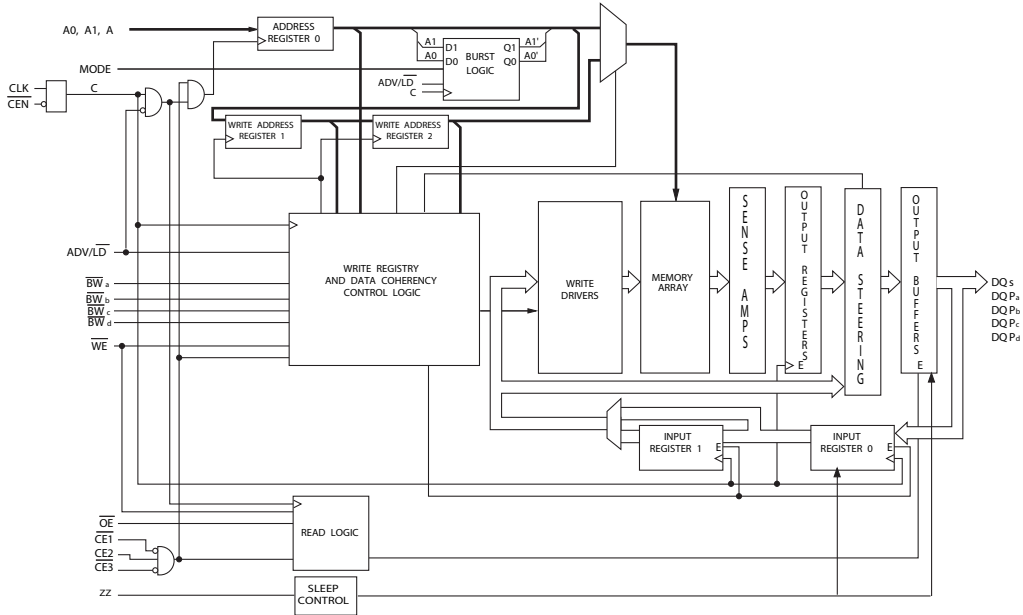 A0, A1, A
ADDRESS
REGISTER 0
A1
A0
D1
D0
BURST
LOGIC
Q1
Q0
A1'
A0'
MODE
ADV/LD
C
CLK
CEN
C
WRITE ADDRESS
REGISTER 1
WRITE ADDRESS
REGISTER 2
ADV/LD
BWa
BWb
BWc
BWd
WE
WRITE REGISTRY
AND DATA COHERENCY
CONTROL LOGIC
WRITE
DRIVERS
MEMORY
ARRAY
SENSE AMPS
OUTPUT REGISTERS
E
DATA STEERING
OUTPUT BUFFERS
E
DQs
DQPa
DQPb
DQPc
DQPd
INPUT
REGISTER 1
E
INPUT
REGISTER 0
E
OE
CE1
CE2
CE3
READ LOGIC
ZZ
SLEEP
CONTROL